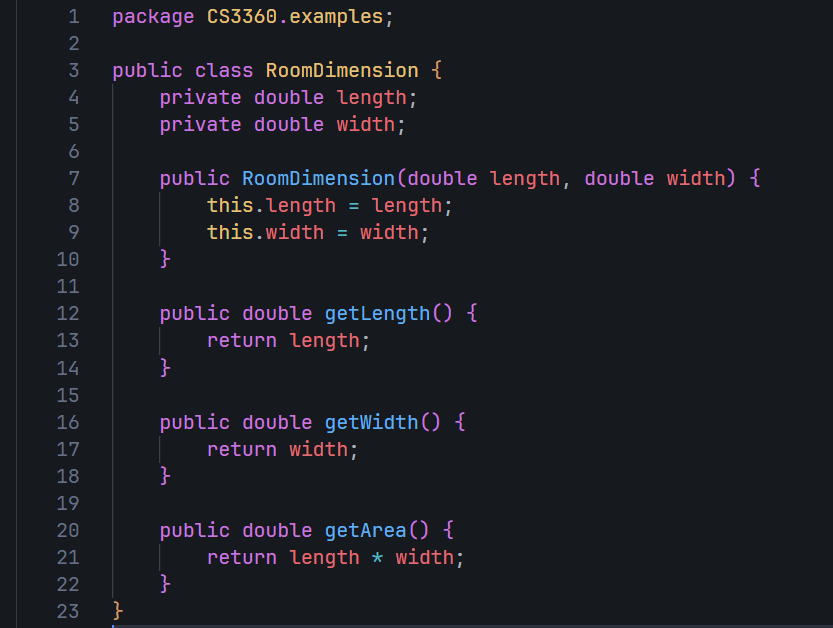 1 package CS3360.examples;
2
3 public class RoomDimension {
4     private double length;
5     private double width;
6
7     public RoomDimension(double length, double width) {
8         this.length = length;
9         this.width = width;
10     }
11
12     public double getLength() {
13         return length;
14     }
15
16     public double getWidth() {
17         return width;
18     }
19
20     public double getArea() {
21         return length * width;
22     }
23 }